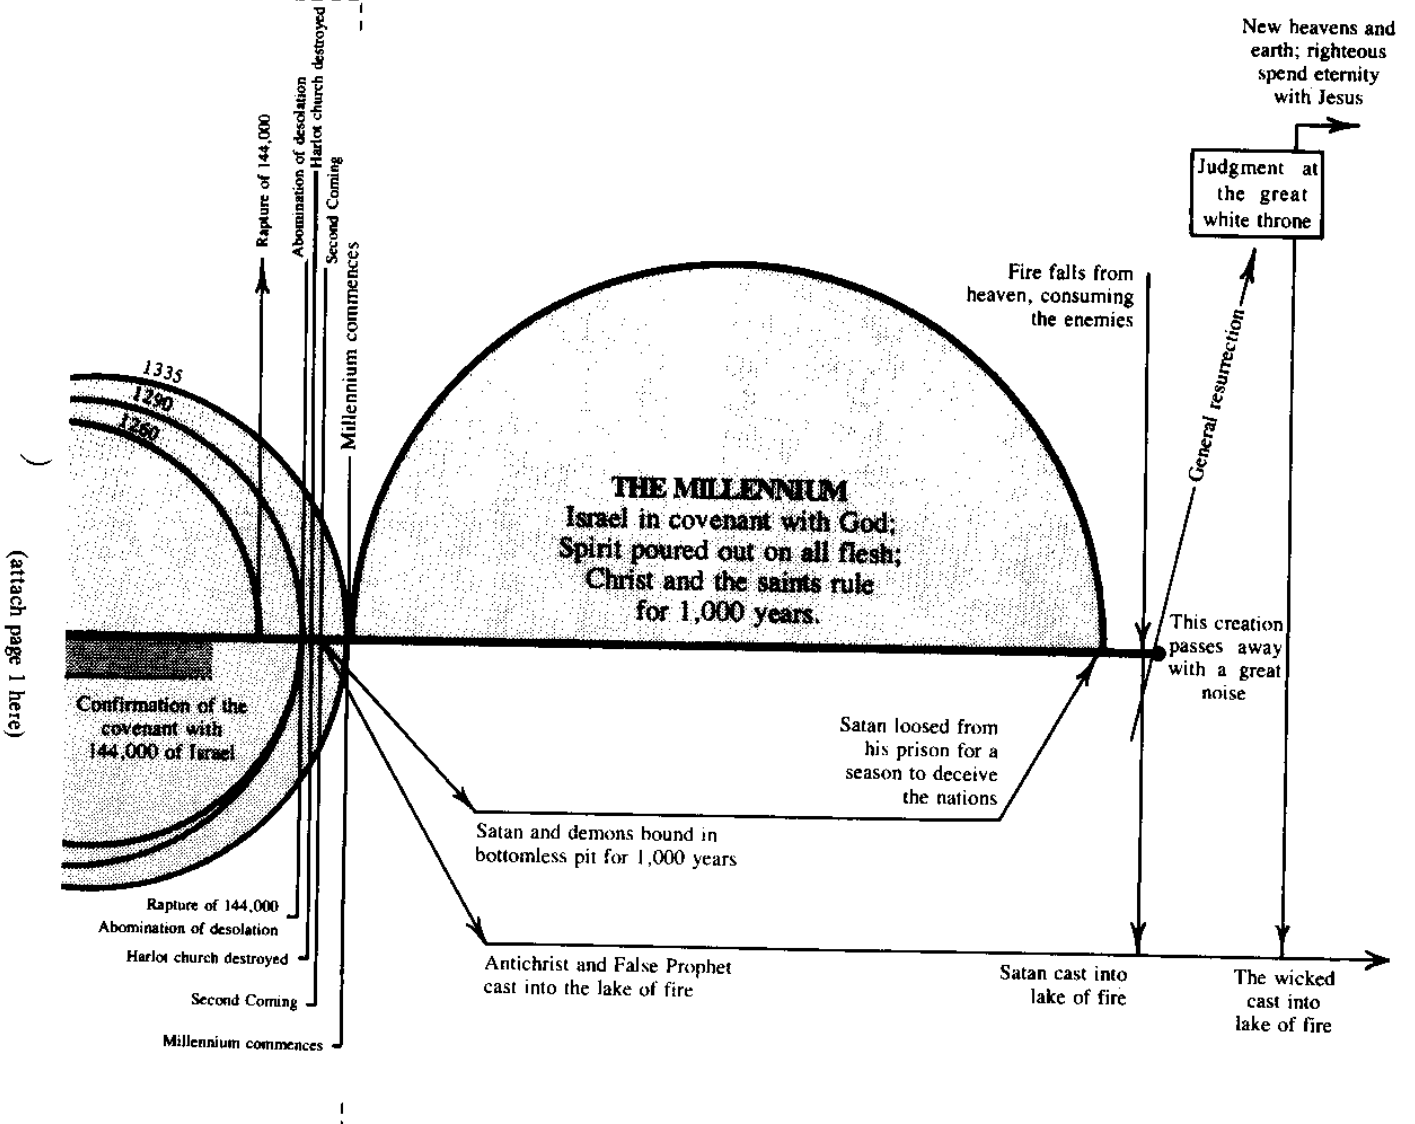 New heavens and
earth; righteous
spend eternity
with Jesus
Judgment at
the great
white throne
Rapture of 144,000
Abomination of desolation
Harlot church destroyed
Second Coming
Millennium commences
Fire falls from
heaven, consuming
the enemies
General resurrection
1335
1290
1260
THE MILLENNIUM
Israel in covenant with God;
Spirit poured out on all flesh;
Christ and the saints rule
for 1,000 years.
(attach page 1 here)
This creation
passes away
with a great
noise
Confirmation of the
covenant with
144,000 of Israel
Satan loosed from
his prison for a
season to deceive
the nations
Satan and demons bound in
bottomless pit for 1,000 years
Rapture of 144,000
Abomination of desolation
Harlot church destroyed
Second Coming
Millennium commences
Antichrist and False Prophet
cast into the lake of fire
Satan cast into
lake of fire
The wicked
cast into
lake of fire